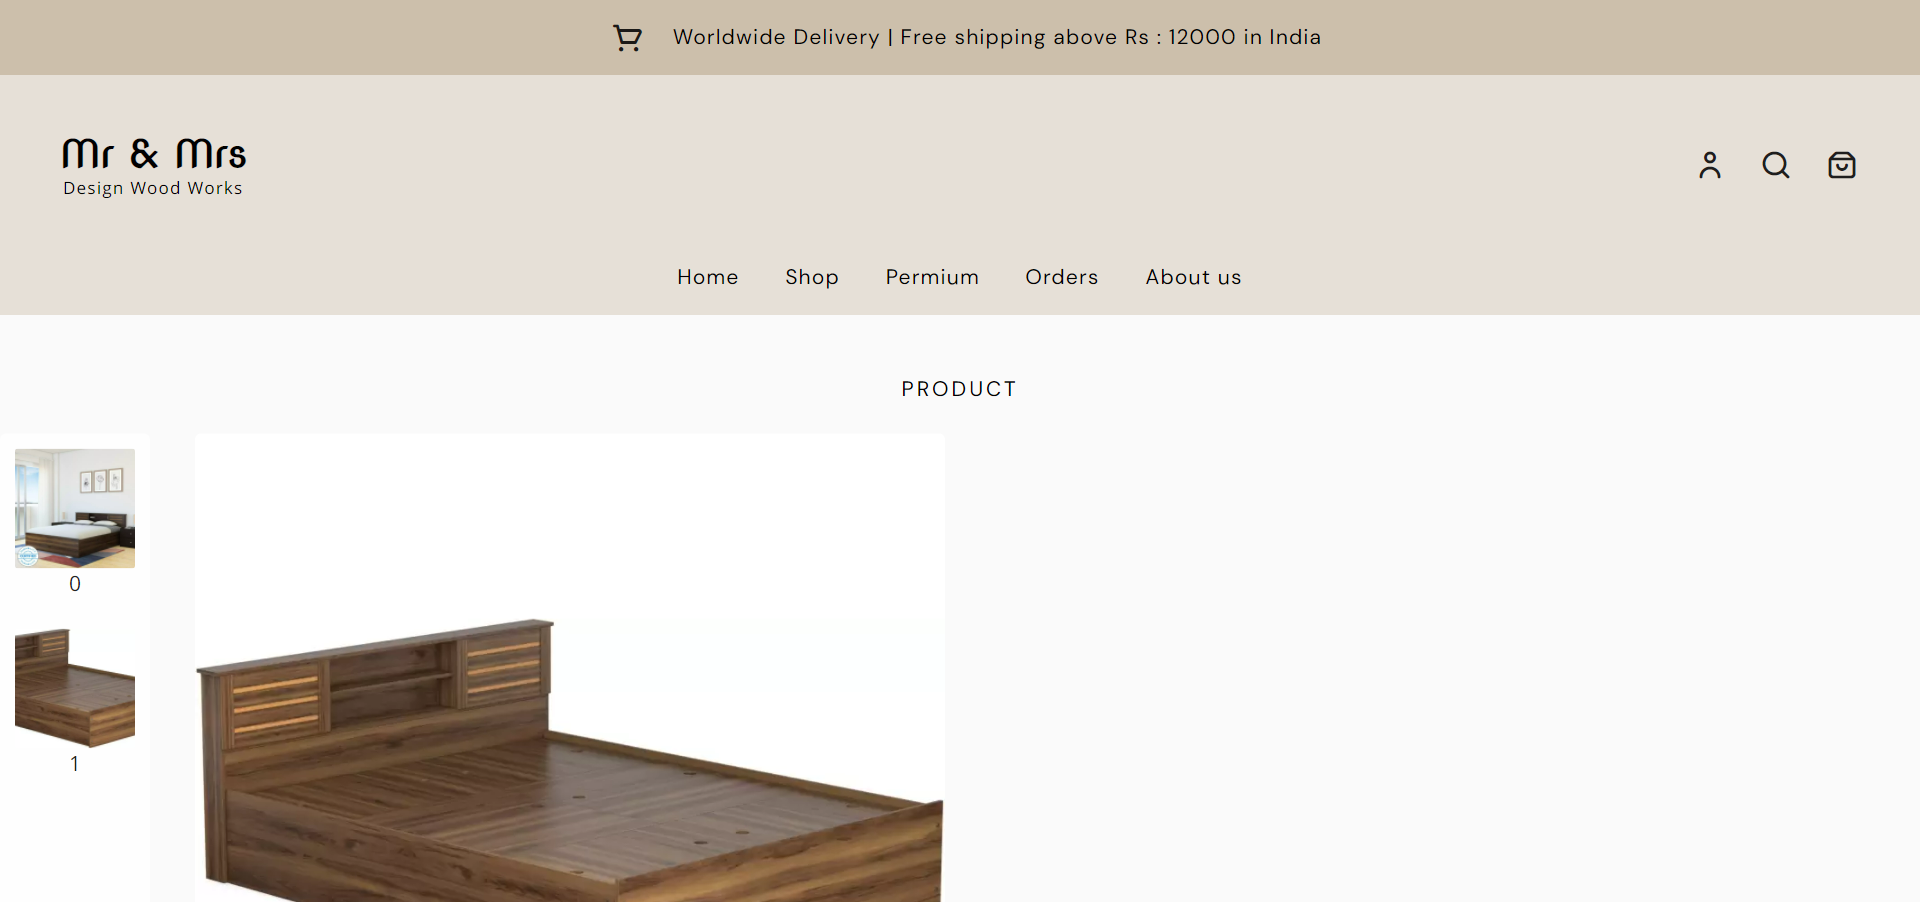 Worldwide Delivery | Free shipping above Rs : 12000 in India
Mr & Mrs
Design Wood Works
Home Shop Permium Orders About us
PRODUCT
0
1